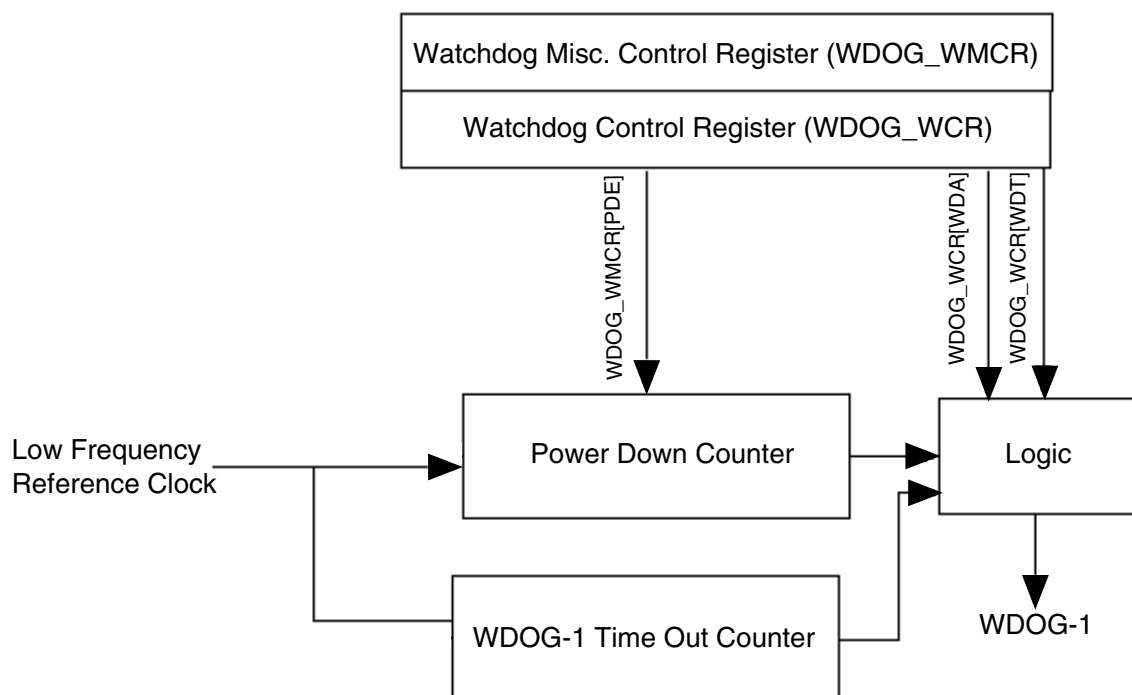 Watchdog Misc. Control Register (WDOG_WMCR)
Watchdog Control Register (WDOG_WCR)
WDOG_WMCR[PDE]
WDOG_WCR[WDA]
WDOG_WCR[WDT]
Low Frequency
Reference Clock
Power Down Counter
Logic
WDOG-1 Time Out Counter
WDOG-1